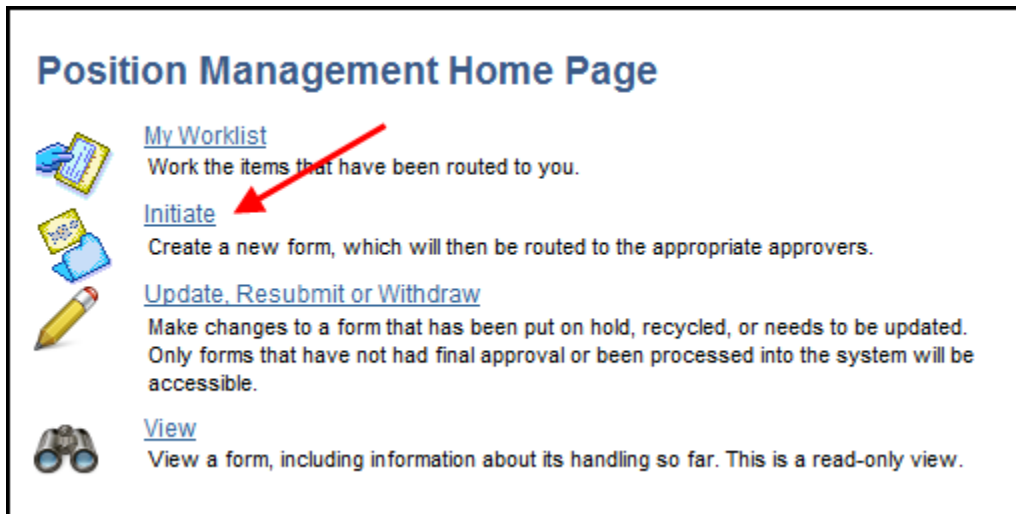 Position Management Home Page
My Worklist
Work the items that have been routed to you.
Initiate
Create a new form, which will then be routed to the appropriate approvers.
Update, Resubmit or Withdraw
Make changes to a form that has been put on hold, recycled, or needs to be updated.
Only forms that have not had final approval or been processed into the system will be
accessible.
View
View a form, including information about its handling so far. This is a read-only view.